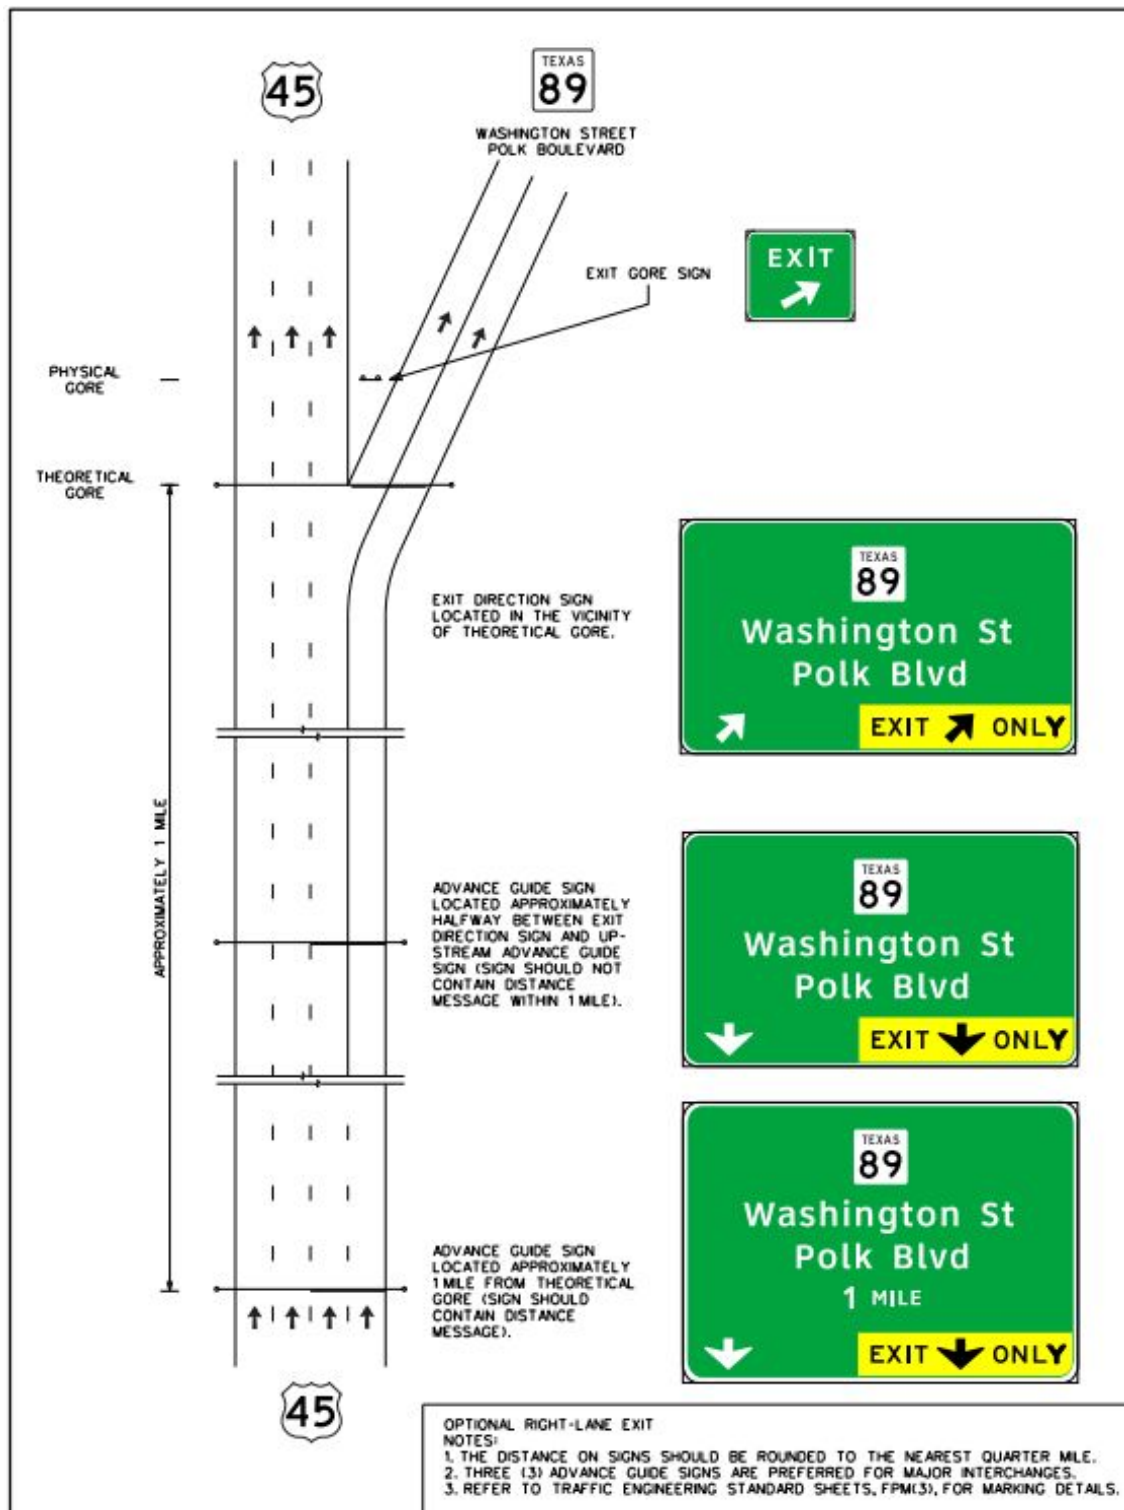 45
TEXAS
89
WASHINGTON STREET
POLK BOULEVARD
EXIT GORE SIGN
EXIT
PHYSICAL
GORE
THEORETICAL
GORE
EXIT DIRECTION SIGN
LOCATED IN THE VICINITY
OF THEORETICAL GORE.
TEXAS
89
Washington St
Polk Blvd
EXIT ONLY
APPROXIMATELY 1 MILE
ADVANCE GUIDE SIGN
LOCATED APPROXIMATELY
HALFWAY BETWEEN EXIT
DIRECTION SIGN AND UP-
STREAM ADVANCE GUIDE
SIGN (SIGN SHOULD NOT
CONTAIN DISTANCE
MESSAGE WITHIN 1 MILE).
TEXAS
89
Washington St
Polk Blvd
EXIT ONLY
ADVANCE GUIDE SIGN
LOCATED APPROXIMATELY
1 MILE FROM THEORETICAL
GORE (SIGN SHOULD
CONTAIN DISTANCE
MESSAGE).
TEXAS
89
Washington St
Polk Blvd
1 MILE
EXIT ONLY
45
OPTIONAL RIGHT-LANE EXIT
NOTES:
1. THE DISTANCE ON SIGNS SHOULD BE ROUNDED TO THE NEAREST QUARTER MILE.
2. THREE (3) ADVANCE GUIDE SIGNS ARE PREFERRED FOR MAJOR INTERCHANGES.
3. REFER TO TRAFFIC ENGINEERING STANDARD SHEETS, FPM(3), FOR MARKING DETAILS.